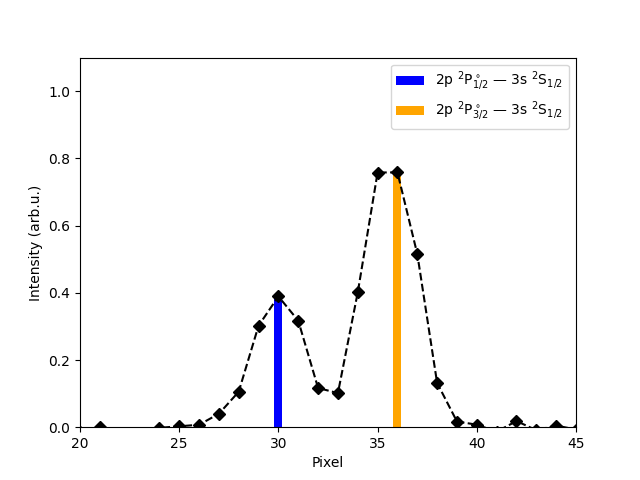 2p ²P°₁/₂ — 3s ²S₁/₂
2p ²P°₃/₂ — 3s ²S₁/₂
1.0
0.8
0.6
0.4
0.2
0.0
Intensity (arb.u.)
20 25 30 35 40 45
Pixel